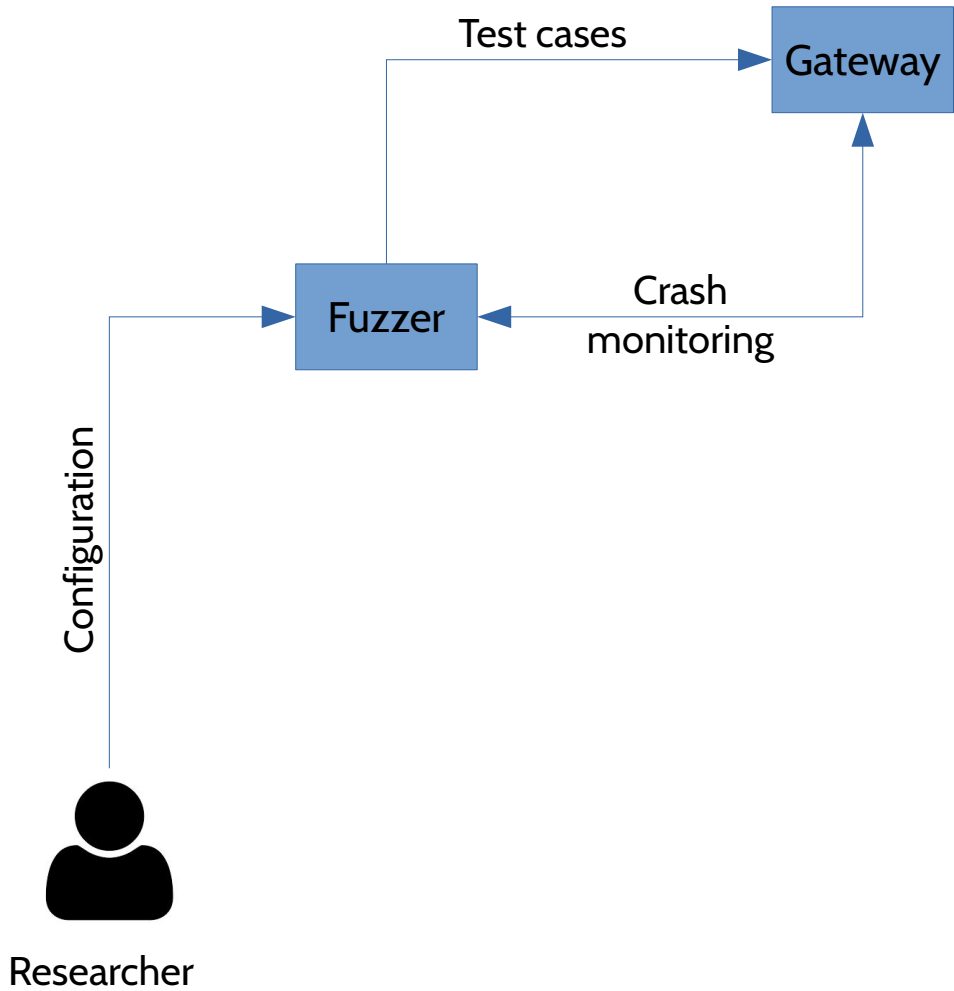 Test cases
Gateway
Fuzzer
Crash
monitoring
Configuration
Researcher